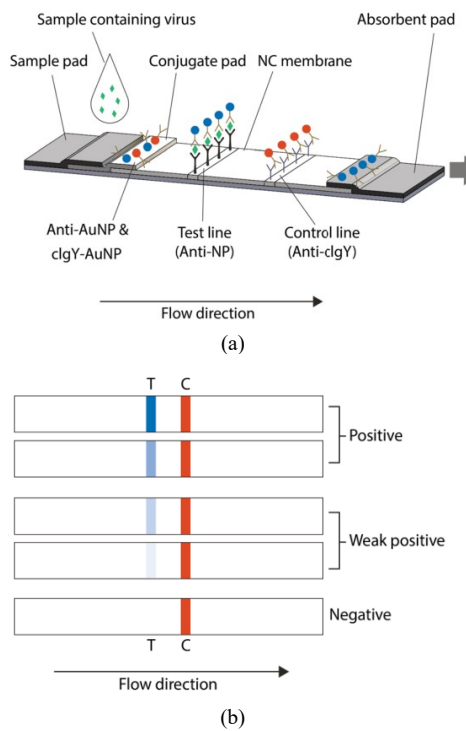 Sample containing virus
Absorbent pad
Sample pad
Conjugate pad
NC membrane
Anti-AuNP &
cIgY-AuNP
Test line
(Anti-NP)
Control line
(Anti-cIgY)
Flow direction
(a)
T C
Positive
Weak positive
Negative
T C
Flow direction
(b)